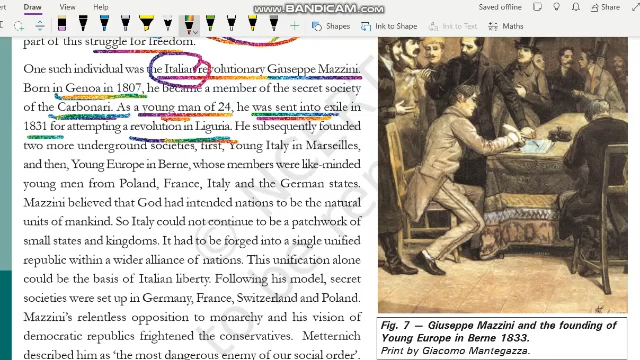 Draw
View
Help
WWW.BANDICAM.COM
Saved offline
Share
Shapes
Ink to Shape
Ink to Text
Maths
part of this struggle for freedom.
One such individual was the Italian revolutionary Giuseppe Mazzini.
Born in Genoa in 1807, he became a member of the secret society
of the Carbonari. As a young man of 24, he was sent into exile in
1831 for attempting a revolution in Liguria. He subsequently founded
two more underground societies, first, Young Italy in Marseilles,
and then, Young Europe in Berne, whose members were like-minded
young men from Poland, France, Italy and the German states.
Mazzini believed that God had intended nations to be the natural
units of mankind. So Italy could not continue to be a patchwork of
small states and kingdoms. It had to be forged into a single unified
republic within a wider alliance of nations. This unification alone
could be the basis of Italian liberty. Following his model, secret
societies were set up in Germany, France, Switzerland and Poland.
Mazzini's relentless opposition to monarchy and his vision of
democratic republics frightened the conservatives. Metternich
described him as 'the most dangerous enemy of our social order'.
Fig. 7 — Giuseppe Mazzini and the founding of
Young Europe in Berne 1833.
Print by Giacomo Mantegazza.